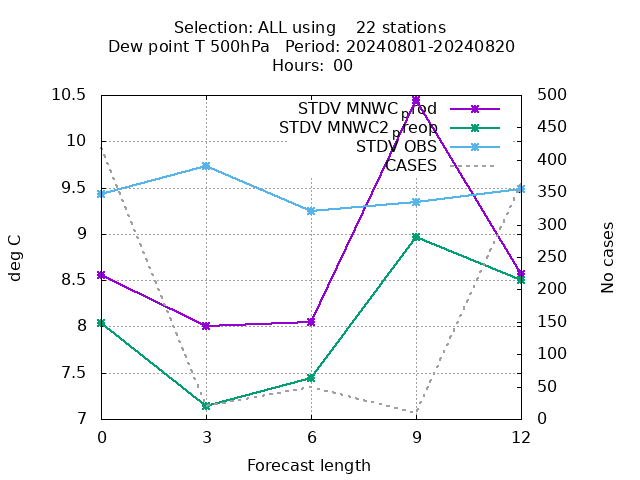 Selection: ALL using    22 stations
Dew point T 500hPa   Period: 20240801-20240820
Hours:  00
STDV MNWC_prod
STDV MNWC2_preop
STDV OBS
CASES
deg C
10.5
10
9.5
9
8.5
8
7.5
7
500
450
400
350
300
250
200
150
100
50
0
No cases
0 3 6 9 12
Forecast length